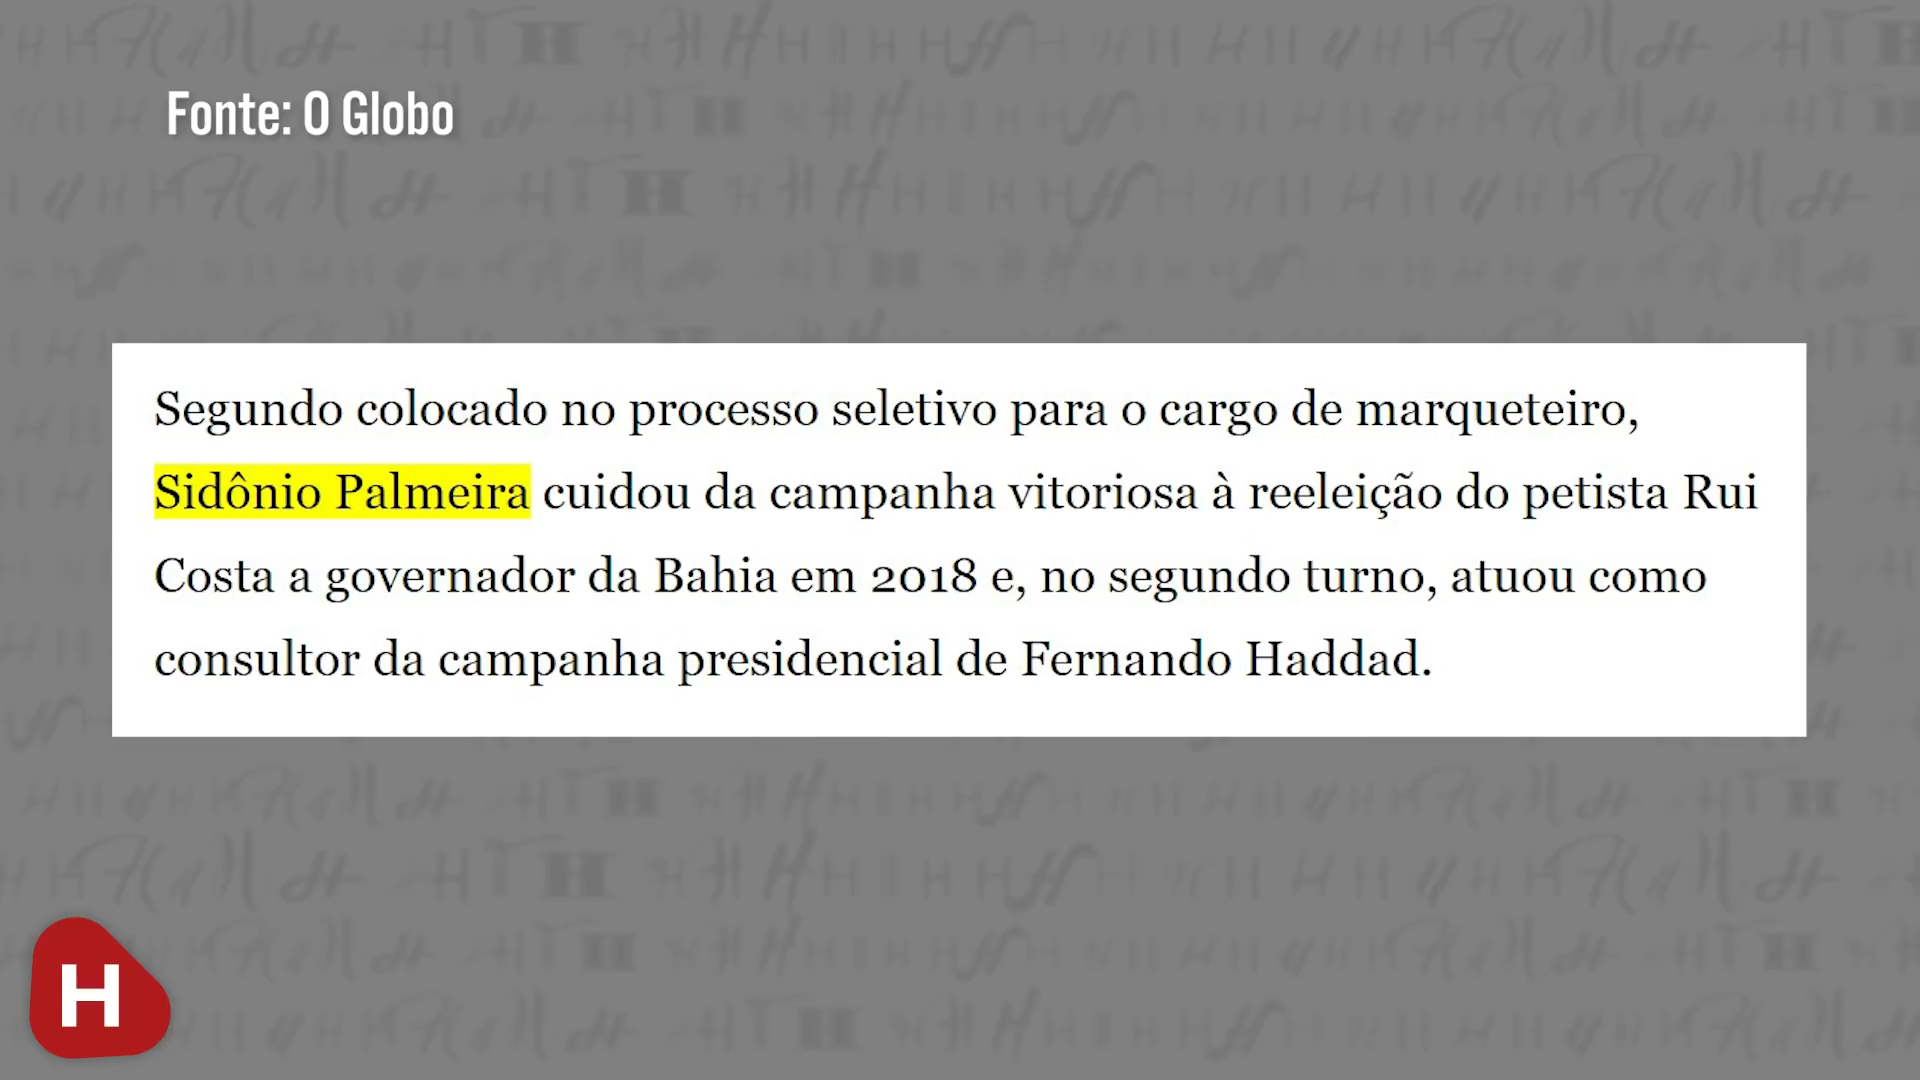 Fonte: O Globo
Segundo colocado no processo seletivo para o cargo de marqueteiro,
Sidônio Palmeira cuidou da campanha vitoriosa à reeleição do petista Rui
Costa a governador da Bahia em 2018 e, no segundo turno, atuou como
consultor da campanha presidencial de Fernando Haddad.
H